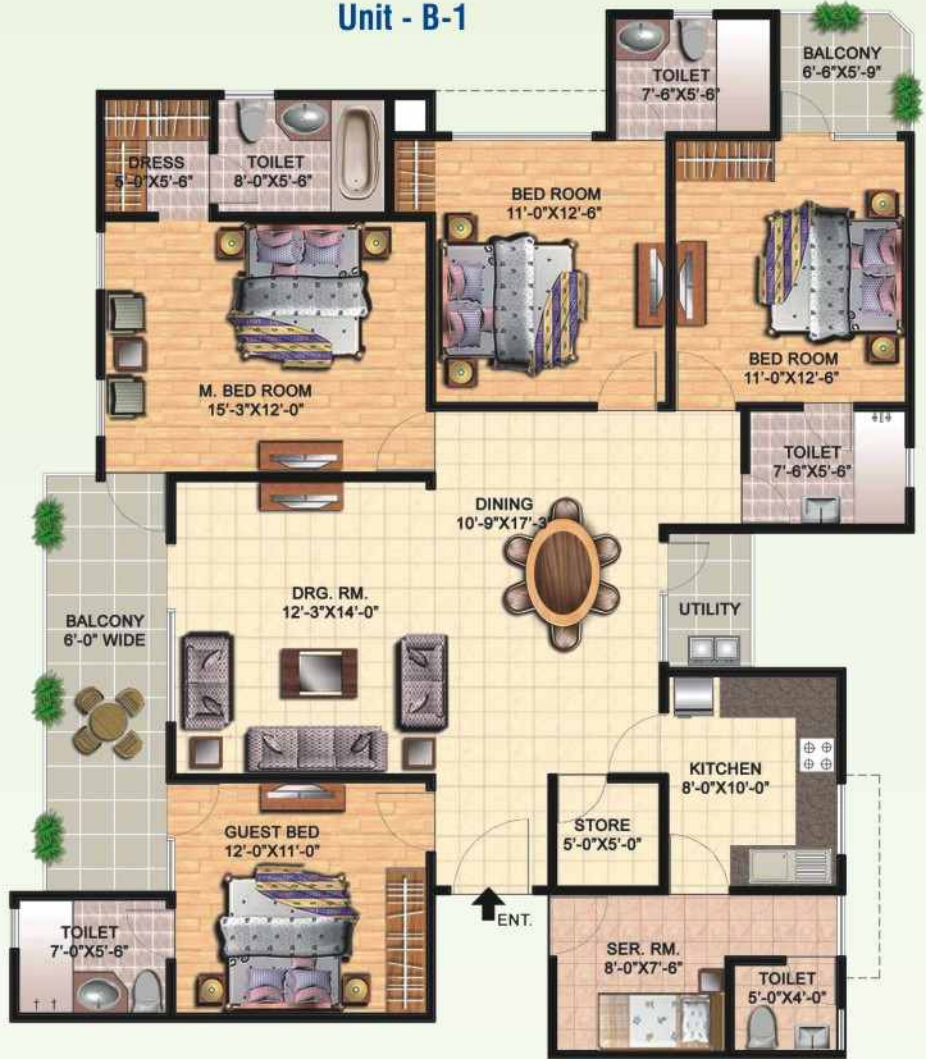 Unit - B-1
TOILET
7'-6"X5'-6"
BALCONY
6'-6"X5'-9"
DRESS
5'-0"X5'-6"
TOILET
8'-0"X5'-6"
BED ROOM
11'-0"X12'-6"
BED ROOM
11'-0"X12'-6"
M. BED ROOM
15'-3"X12'-0"
TOILET
7'-6"X5'-6"
DINING
10'-9"X17'-3
DRG. RM.
12'-3"X14'-0"
BALCONY
6'-0" WIDE
UTILITY
KITCHEN
8'-0"X10'-0"
GUEST BED
12'-0"X11'-0"
STORE
5'-0"X5'-0"
ENT.
TOILET
7'-0"X5'-6"
SER. RM.
8'-0"X7'-6"
TOILET
5'-0"X4'-0"